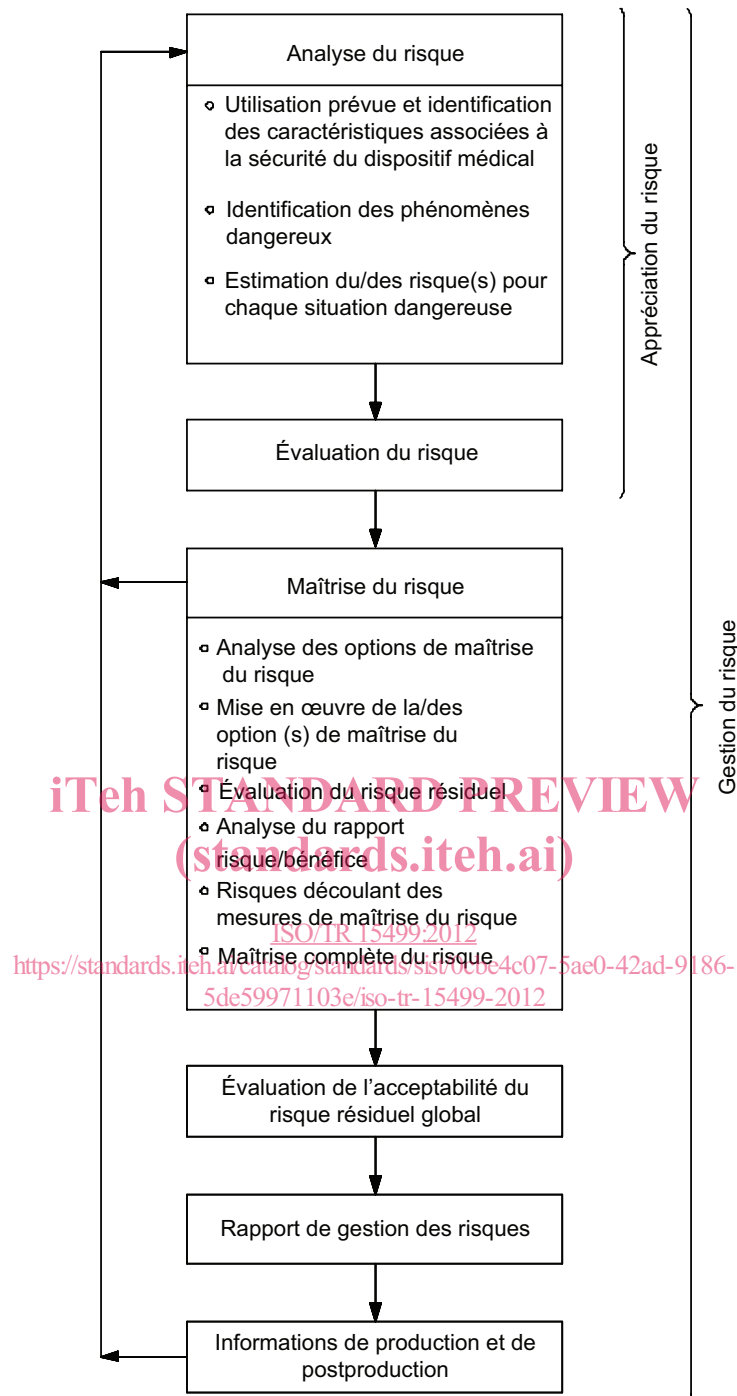 Analyse du risque
Utilisation prévue et identification
des caractéristiques associées à
la sécurité du dispositif médical
Identification des phénomènes
dangereux
Estimation du/des risque(s) pour
chaque situation dangereuse
Appréciation du risque
Évaluation du risque
Maîtrise du risque
Analyse des options de maîtrise
du risque
Mise en œuvre de la/des
option (s) de maîtrise du
risque
Évaluation du risque résiduel
Analyse du rapport
risque/bénéfice
Risques découlant des
mesures de maîtrise du risque
Maîtrise complète du risque
Gestion du risque
iTeh STANDARD PREVIEW
(standards.iteh.ai)
ISO/TR 15499:2012
https://standards.iteh.ai/catalog/standards/sist/0cbe4c07-5ae0-42ad-9186-
5de59971103e/iso-tr-15499-2012
Évaluation de l’acceptabilité du
risque résiduel global
Rapport de gestion des risques
Informations de production et de
postproduction